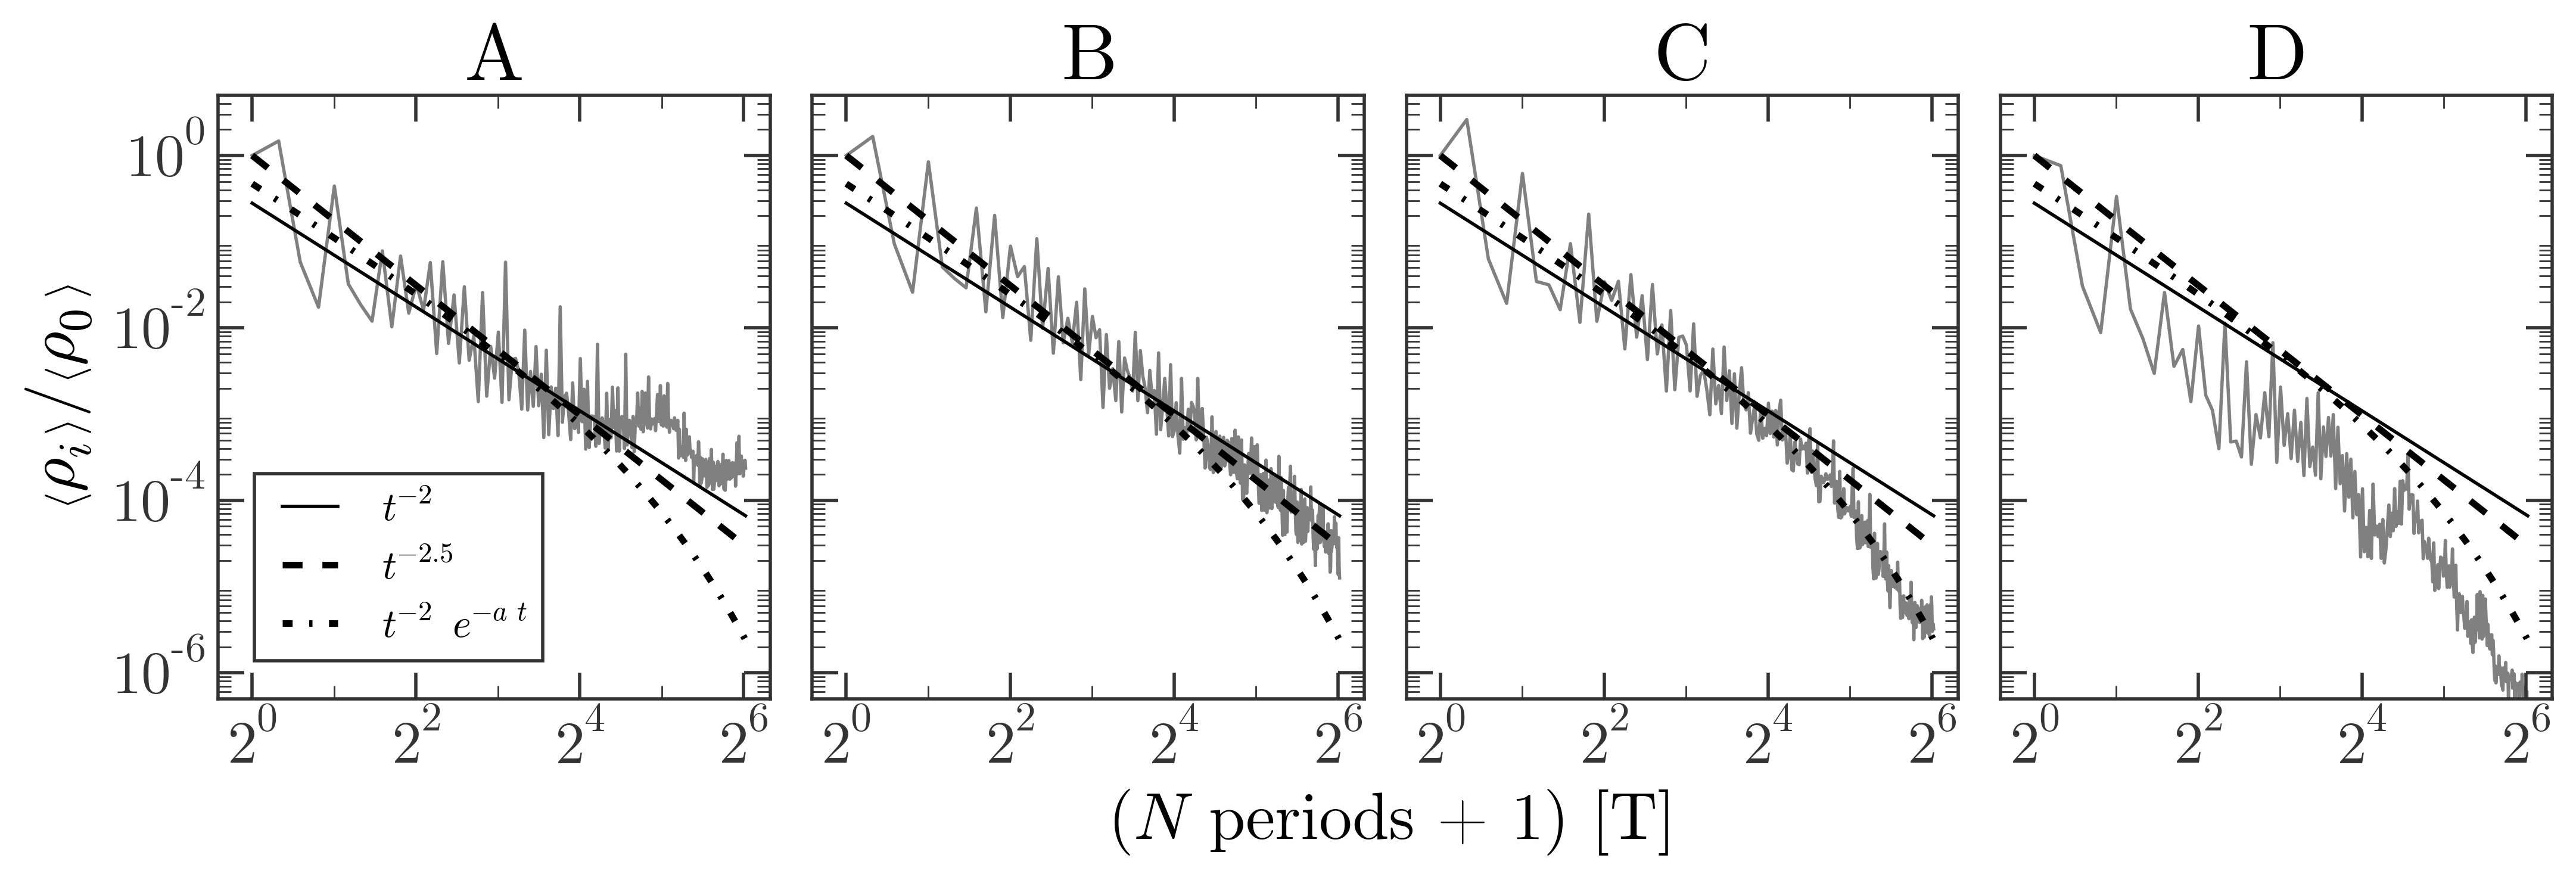 A B C D
⟨ρ_i⟩/⟨ρ_0⟩
10^0
10^-2
10^-4
10^-6
t^{-2}
t^{-2.5}
t^{-2} e^{-a t}
2^0 2^2 2^4 2^6 2^0 2^2 2^4 2^6 2^0 2^2 2^4 2^6 2^0 2^2 2^4 2^6
(N periods + 1) [T]